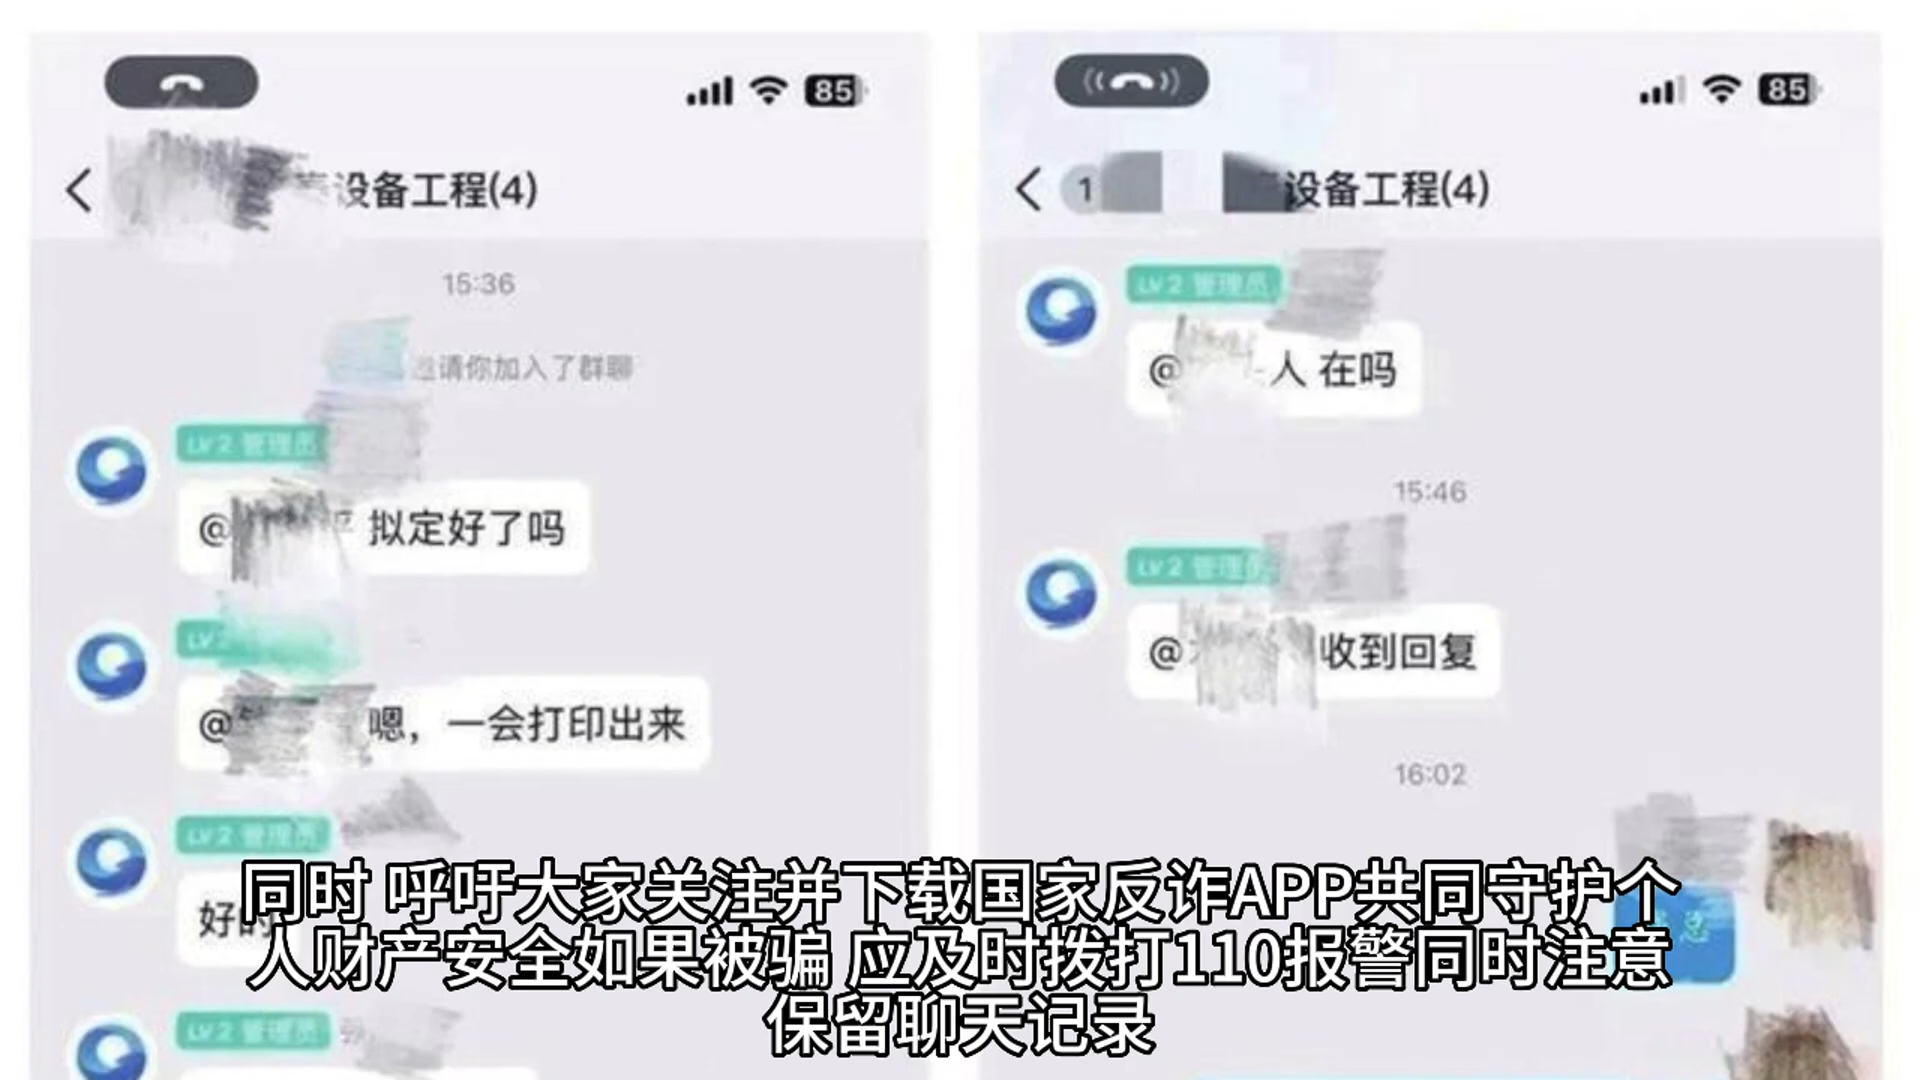 85
设备工程(4)
15:36
邀请你加入了群聊
LV2 管理员
@ 拟定好了吗
LV2
@ 嗯，一会打印出来
LV2 管理员
好的
LV2 管理员
85
1 设备工程(4)
LV2 管理员
@ 人 在吗
15:46
LV2 管理员
@ 收到回复
16:02
同时 呼吁大家关注并下载国家反诈APP共同守护个
人财产安全如果被骗 应及时拨打110报警同时注意
保留聊天记录